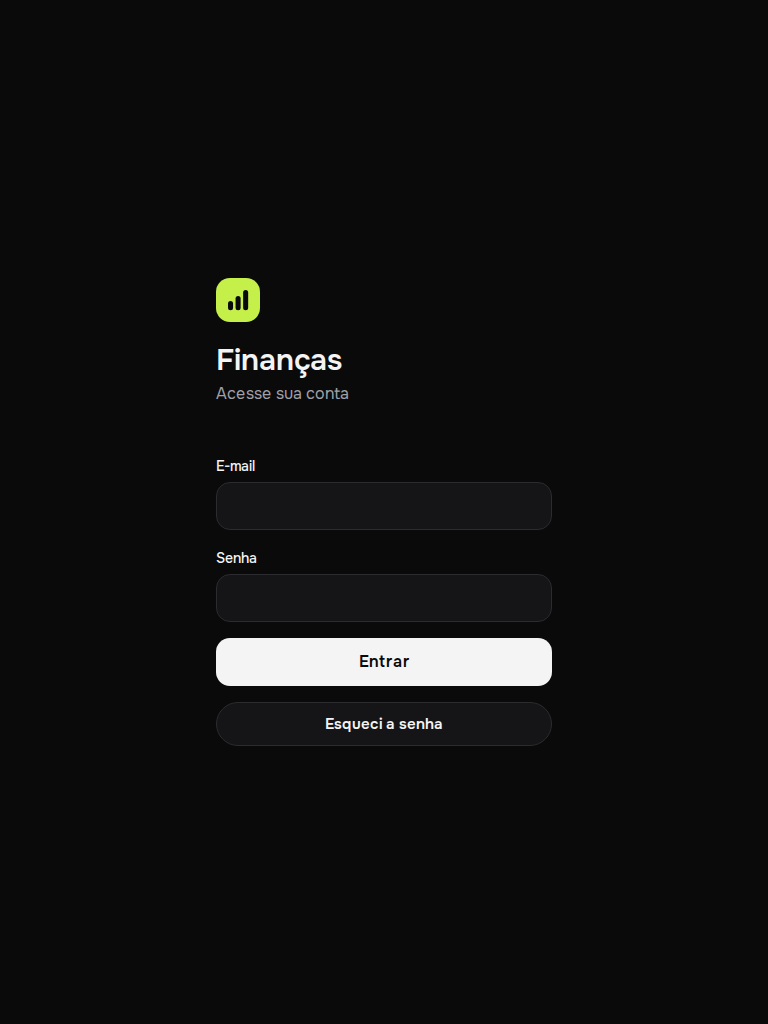 Finanças
Acesse sua conta
E-mail
Senha
Entrar
Esqueci a senha